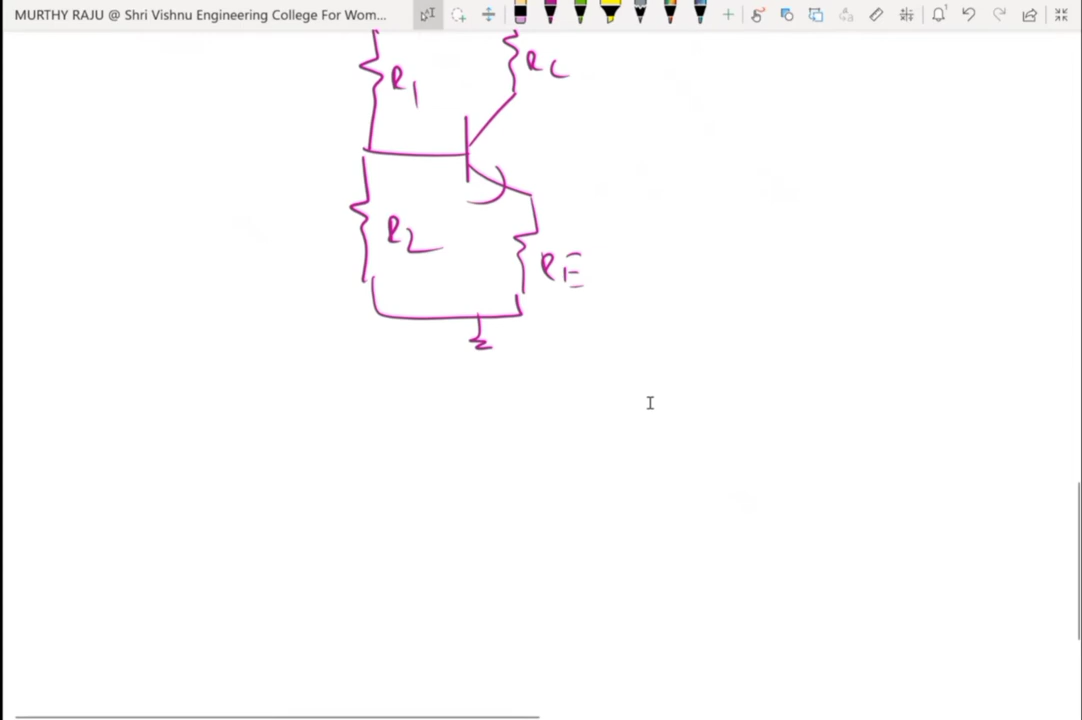 MURTHY RAJU @ Shri Vishnu Engineering College For Wom...
R1
RC
R2
RE